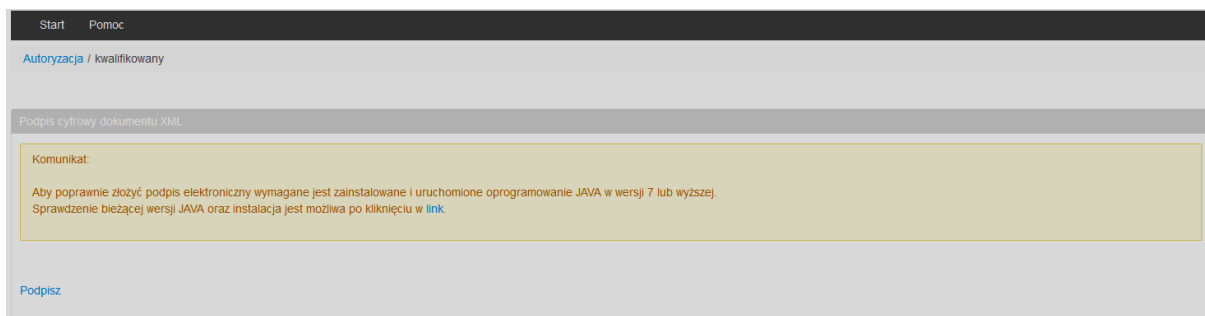 Start Pomoc
Autoryzacja / kwalifikowany
Podpis cyfrowy dokumentu XML
Komunikat:
Aby poprawnie złożyć podpis elektroniczny wymagane jest zainstalowane i uruchomione oprogramowanie JAVA w wersji 7 lub wyższej.
Sprawdzenie bieżącej wersji JAVA oraz instalacja jest możliwa po kliknięciu w link.
Podpisz